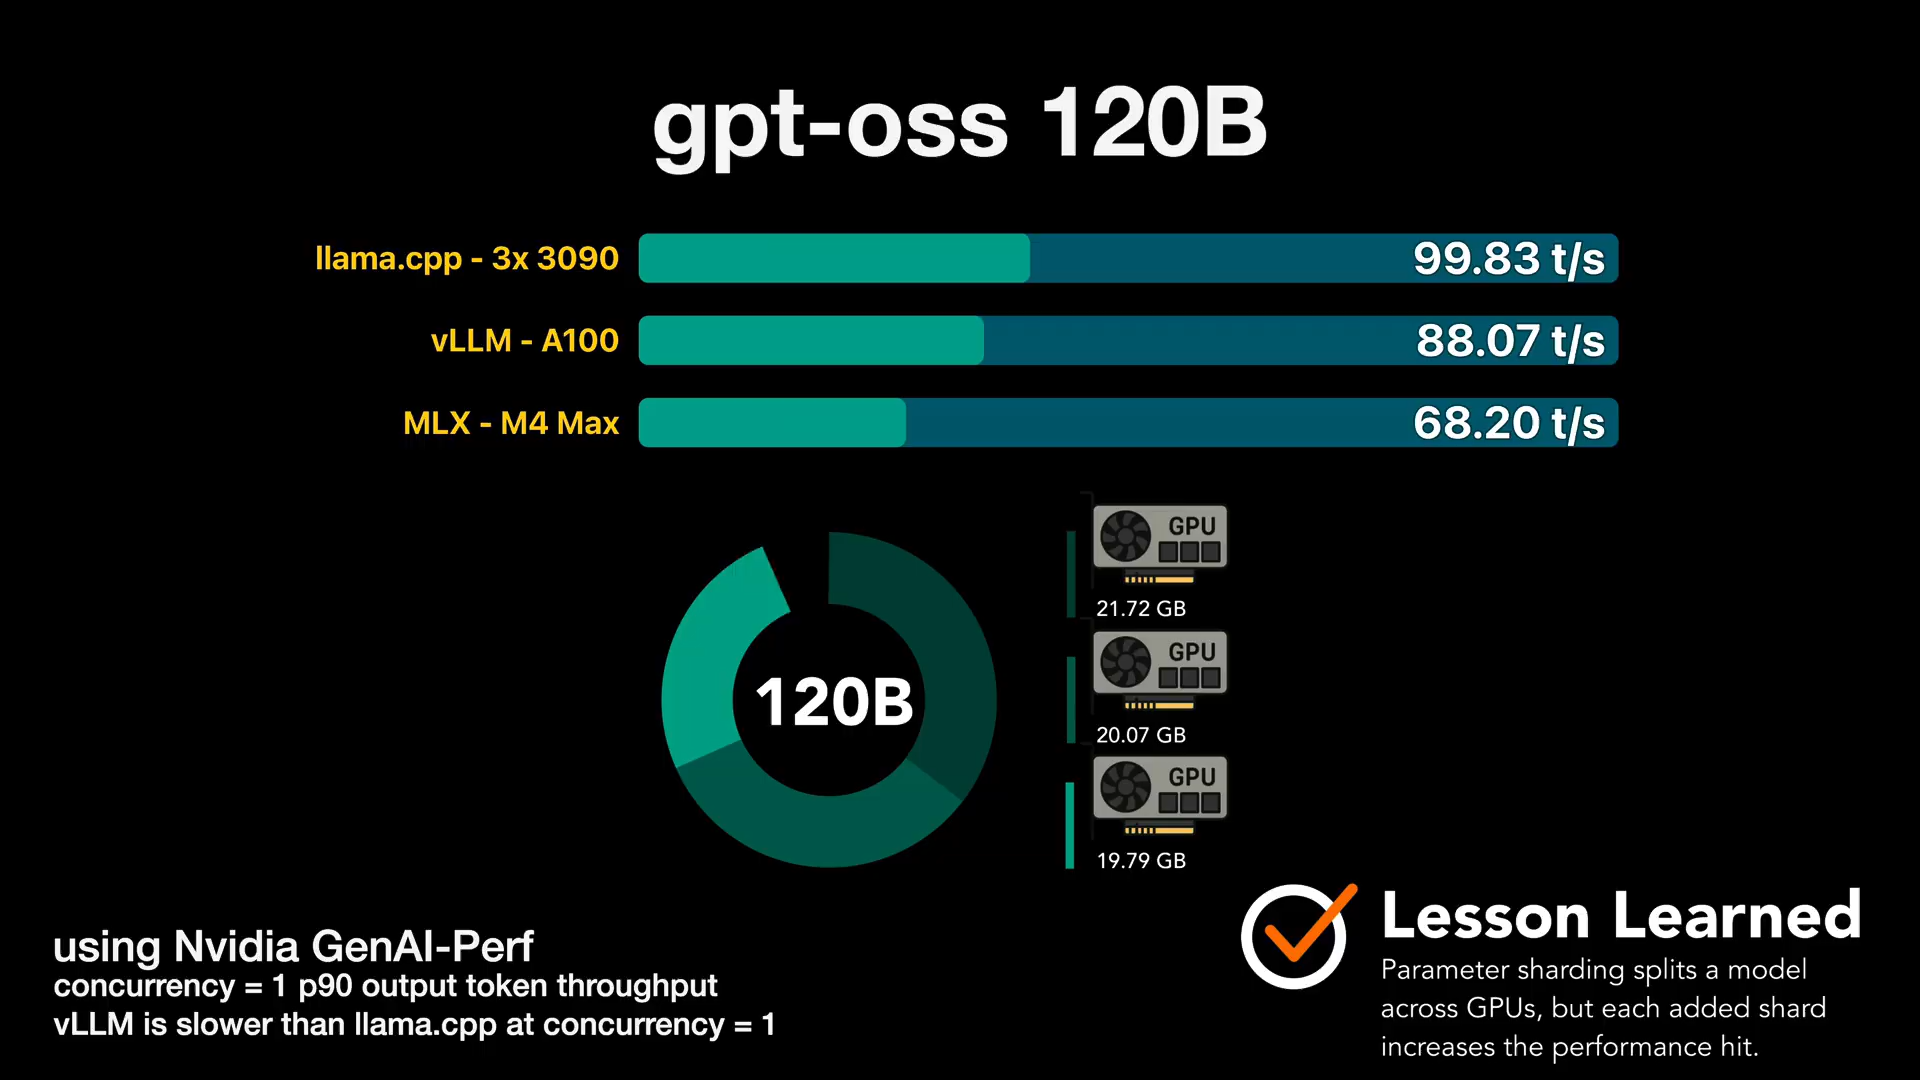 gpt-oss 120B
llama.cpp - 3x 3090
99.83 t/s
vLLM - A100
88.07 t/s
MLX - M4 Max
68.20 t/s
120B
GPU
21.72 GB
GPU
20.07 GB
GPU
19.79 GB
using Nvidia GenAI-Perf
concurrency = 1 p90 output token throughput
vLLM is slower than llama.cpp at concurrency = 1
Lesson Learned
Parameter sharding splits a model
across GPUs, but each added shard
increases the performance hit.